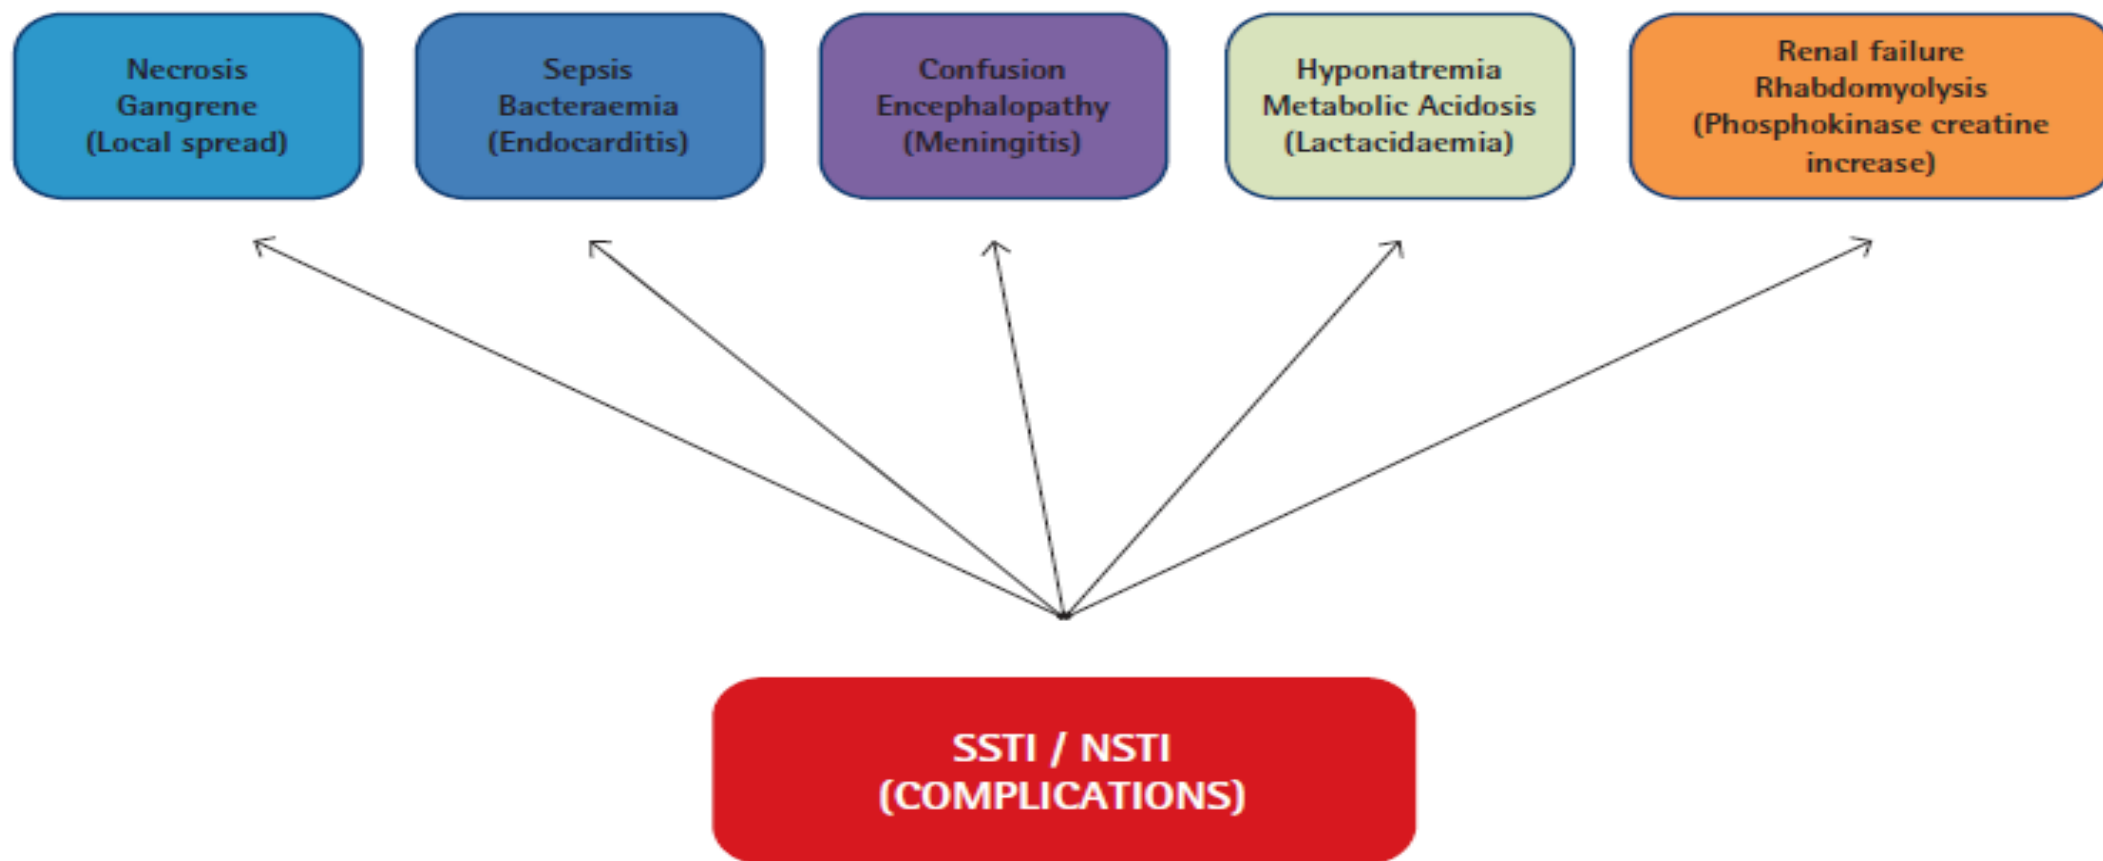 Necrosis
Gangrene
(Local spread)
Sepsis
Bacteraemia
(Endocarditis)
Confusion
Encephalopathy
(Meningitis)
Hyponatremia
Metabolic Acidosis
(Lactacidaemia)
Renal failure
Rhabdomyolysis
(Phosphokinase creatine
increase)
SSTI / NSTI
(COMPLICATIONS)